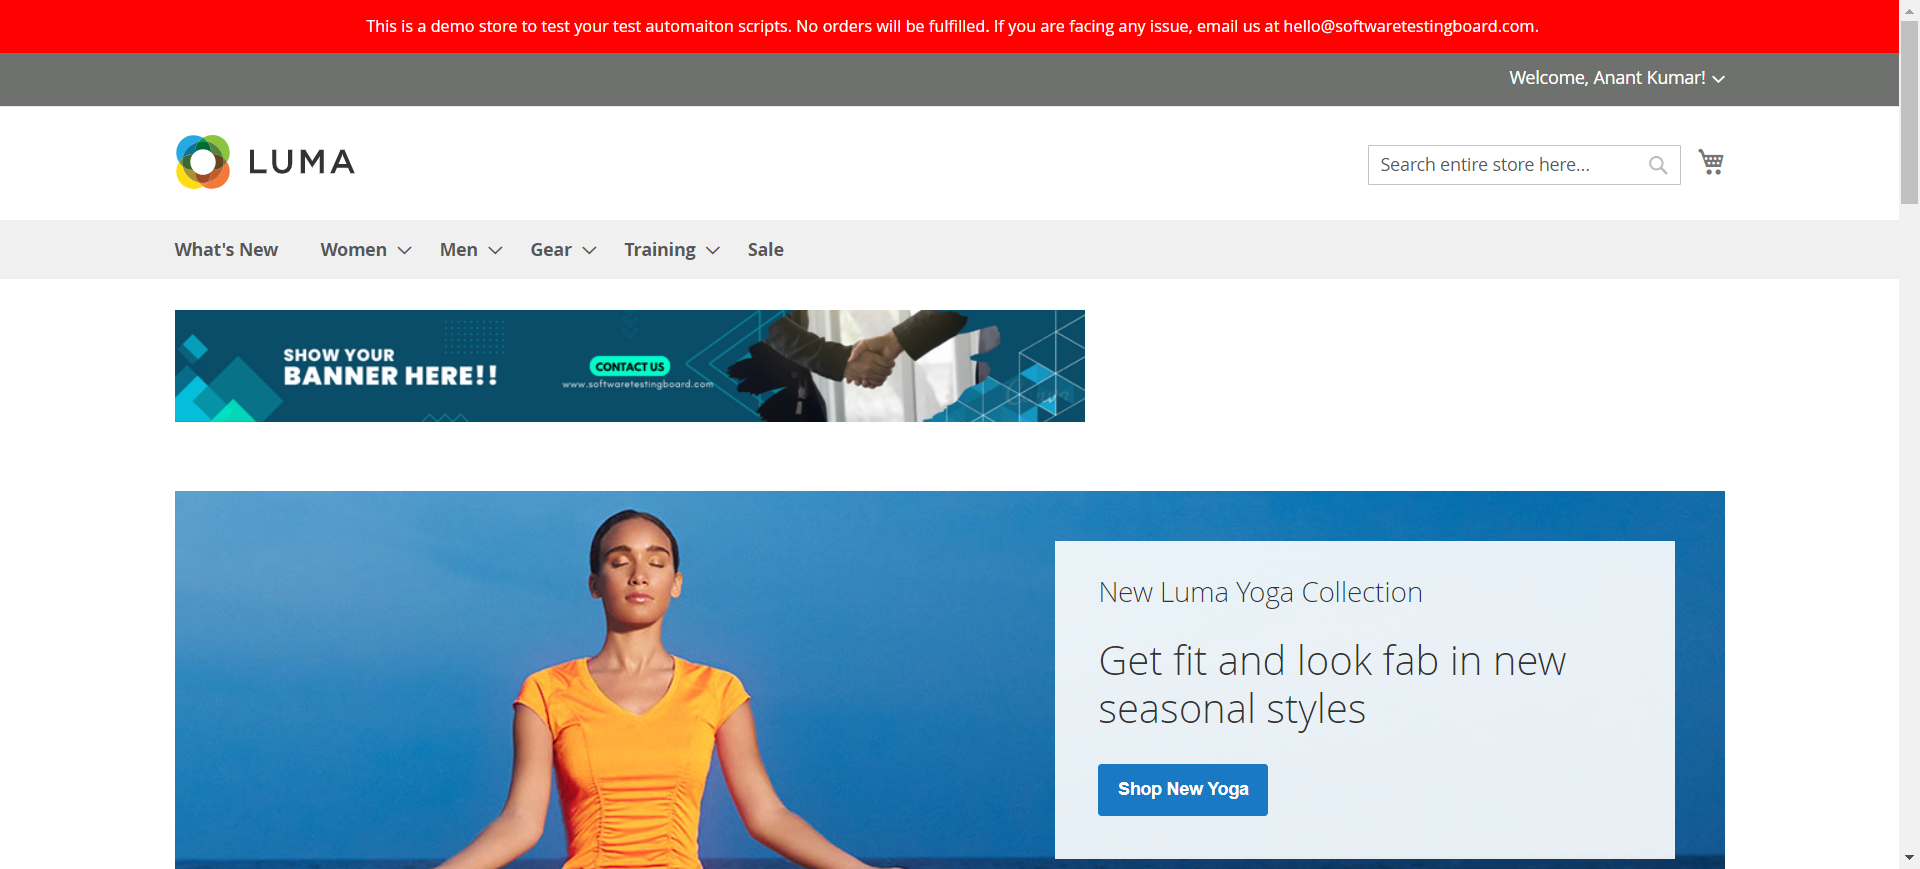 This is a demo store to test your test automaiton scripts. No orders will be fulfilled. If you are facing any issue, email us at hello@softwaretestingboard.com.
Welcome, Anant Kumar!
LUMA
Search entire store here...
What's New Women Men Gear Training Sale
SHOW YOUR
BANNER HERE!!
CONTACT US
www.softwaretestingboard.com
New Luma Yoga Collection
Get fit and look fab in new
seasonal styles
Shop New Yoga